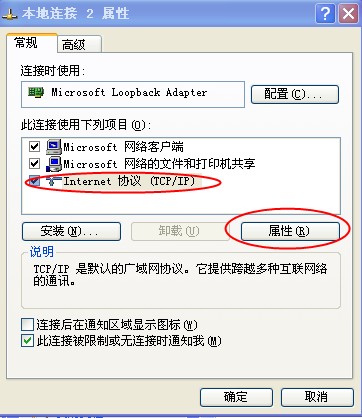 本地连接 2 属性
常规 高级
连接时使用:
Microsoft Loopback Adapter 配置(C)...
此连接使用下列项目(O):
Microsoft 网络客户端
Microsoft 网络的文件和打印机共享
Internet 协议 (TCP/IP)
安装(N)... 卸载(U) 属性(R)
说明
TCP/IP 是默认的广域网协议。它提供跨越多种互联网络
的通讯。
连接后在通知区域显示图标(W)
此连接被限制或无连接时通知我(M)
确定 取消